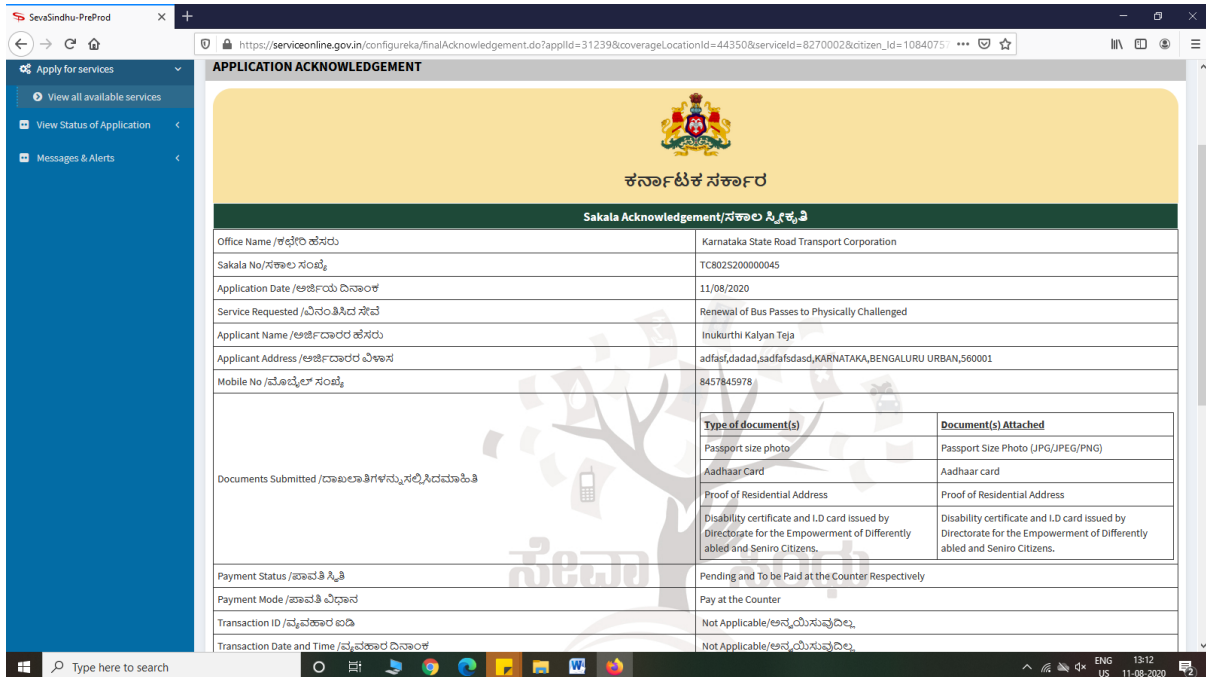 SevaSindhu-PreProd
https://serviceonline.gov.in/configureka/finalAcknowledgement.do?applId=31239&coverageLocationId=44350&serviceId=8270002&citizen_Id=1084075
Apply for services
View all available services
View Status of Application
Messages & Alerts
APPLICATION ACKNOWLEDGEMENT
ಕರ್ನಾಟಕ ಸರ್ಕಾರ
Sakala Acknowledgement/ಸಕಾಲ ಸ್ವೀಕೃತಿ
Office Name /ಕಛೇರಿ ಹೆಸರು Karnataka State Road Transport Corporation
Sakala No/ಸಕಾಲ ಸಂಖ್ಯೆ TC802S200000045
Application Date /ಅರ್ಜಿಯ ದಿನಾಂಕ 11/08/2020
Service Requested /ವಿನಂತಿಸಿದ ಸೇವೆ Renewal of Bus Passes to Physically Challenged
Applicant Name /ಅರ್ಜಿದಾರರ ಹೆಸರು Inukurthi Kalyan Teja
Applicant Address /ಅರ್ಜಿದಾರರ ವಿಳಾಸ adfasf,dadad,sadfafsdasd,KARNATAKA,BENGALURU URBAN,560001
Mobile No /ಮೊಬೈಲ್ ಸಂಖ್ಯೆ 8457845978
Documents Submitted /ದಾಖಲಾತಿಗಳನ್ನು ಸಲ್ಲಿಸಿದಮಾಹಿತಿ
Type of document(s) Document(s) Attached
Passport size photo Passport Size Photo (JPG/JPEG/PNG)
Aadhaar Card Aadhaar card
Proof of Residential Address Proof of Residential Address
Disability certificate and I.D card issued by Disability certificate and I.D card issued by
Directorate for the Empowerment of Differently Directorate for the Empowerment of Differently
abled and Seniro Citizens. abled and Seniro Citizens.
ಸೇವಾ ಸಿಂಧು
Payment Status /ಪಾವತಿ ಸ್ಥಿತಿ Pending and To be Paid at the Counter Respectively
Payment Mode /ಪಾವತಿ ವಿಧಾನ Pay at the Counter
Transaction ID /ವ್ಯವಹಾರ ಐಡಿ Not Applicable/ಅನ್ವಯಿಸುವುದಿಲ್ಲ
Transaction Date and Time /ವ್ಯವಹಾರ ದಿನಾಂಕ Not Applicable/ಅನ್ವಯಿಸುವುದಿಲ್ಲ
Type here to search
ENG 13:12
US 11-08-2020